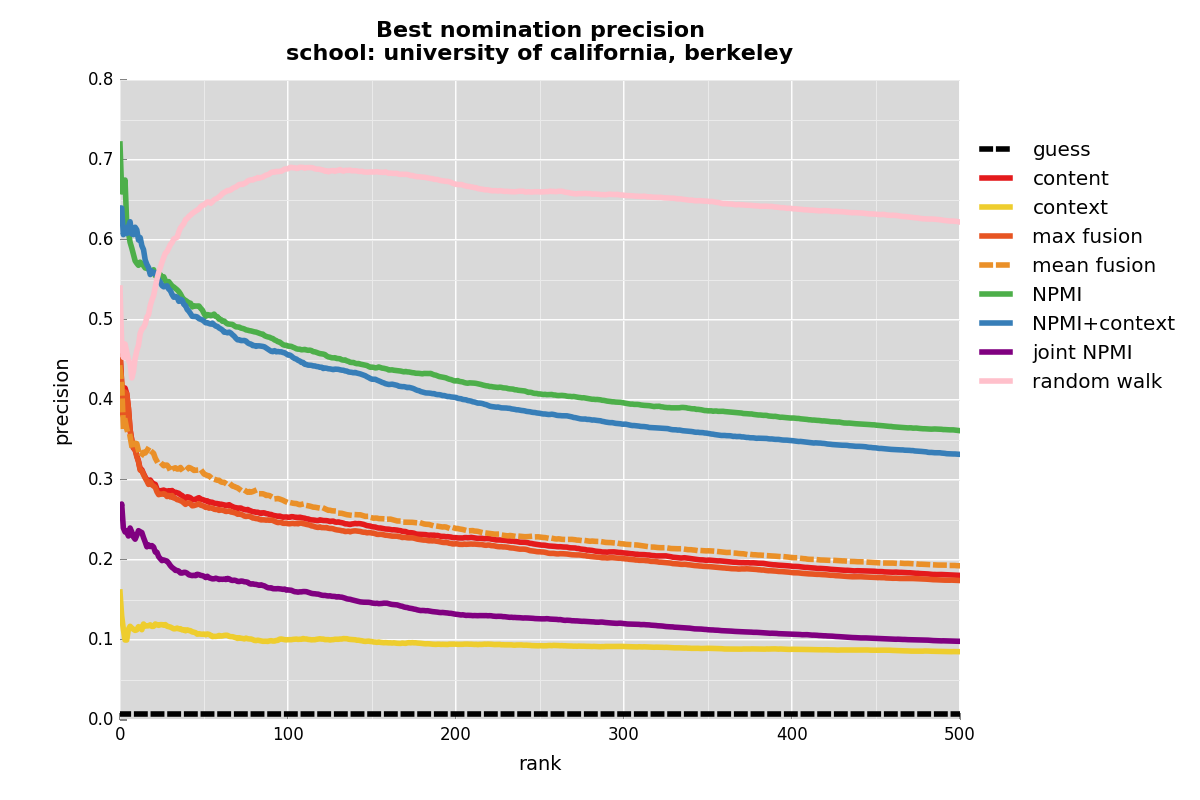 Best nomination precision
school: university of california, berkeley
precision
0.8
0.7
0.6
0.5
0.4
0.3
0.2
0.1
0.0
0 100 200 300 400 500
rank
guess
content
context
max fusion
mean fusion
NPMI
NPMI+context
joint NPMI
random walk